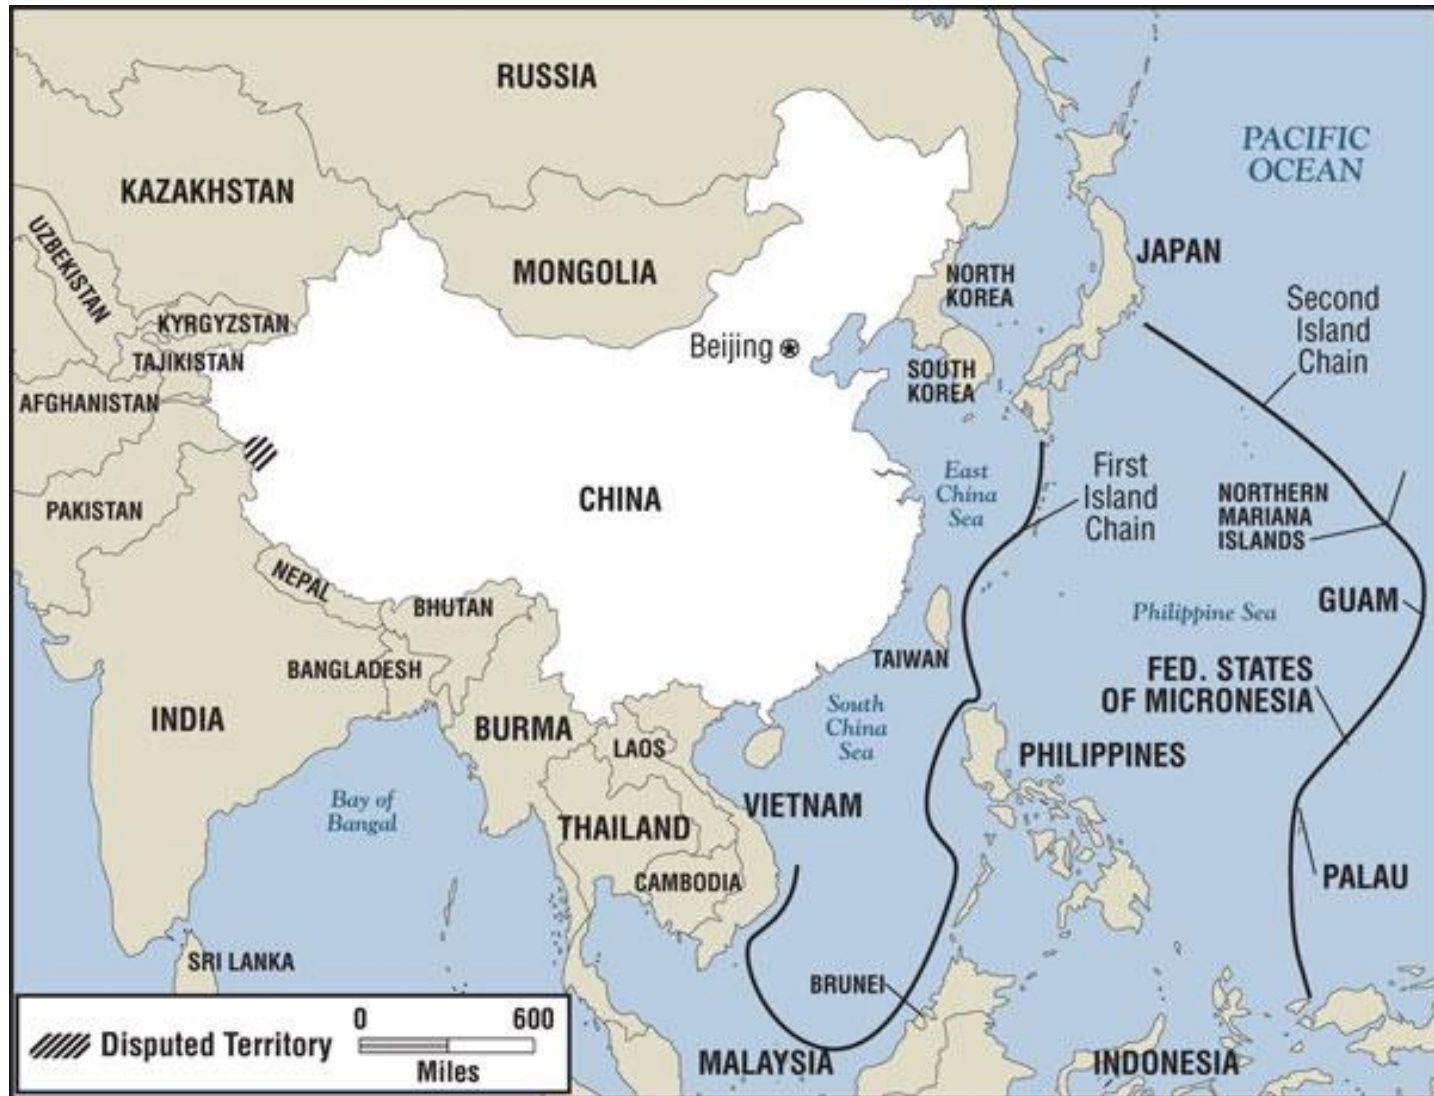 RUSSIA
PACIFIC
OCEAN
KAZAKHSTAN
UZBEKISTAN
MONGOLIA
JAPAN
NORTH
KOREA
Second
Island
Chain
KYRGYZSTAN
Beijing
TAJIKISTAN
SOUTH
KOREA
AFGHANISTAN
First
Island
Chain
East
China
Sea
CHINA
NORTHERN
MARIANA
ISLANDS
PAKISTAN
NEPAL
BHUTAN
Philippine Sea
GUAM
TAIWAN
BANGLADESH
FED. STATES
OF MICRONESIA
INDIA
BURMA
South
China
Sea
LAOS
PHILIPPINES
Bay of
Bangal
VIETNAM
THAILAND
CAMBODIA
PALAU
SRI LANKA
BRUNEI
MALAYSIA
INDONESIA
Disputed Territory
0 600
Miles